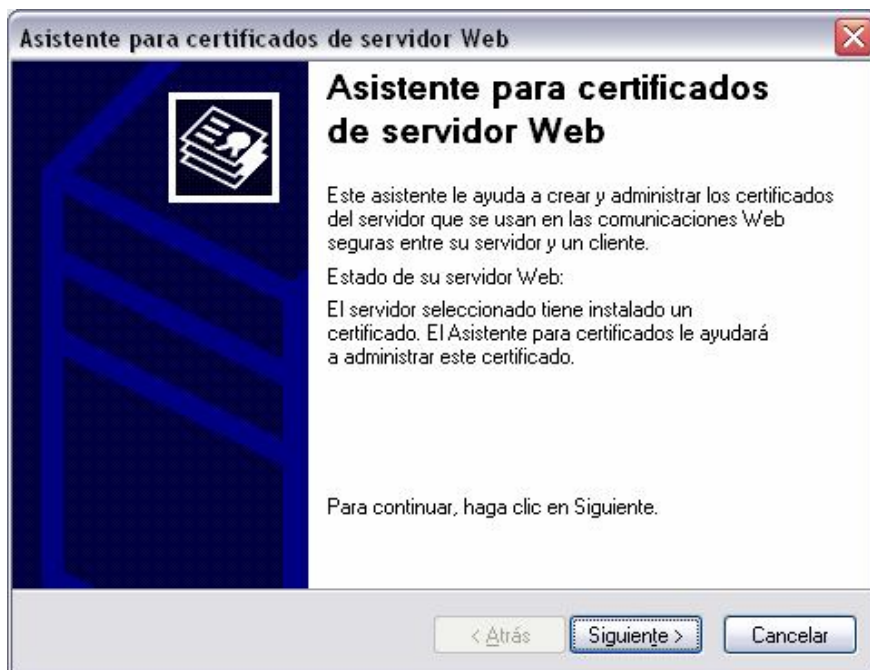 Asistente para certificados de servidor Web
Asistente para certificados
de servidor Web
Este asistente le ayuda a crear y administrar los certificados
del servidor que se usan en las comunicaciones Web
seguras entre su servidor y un cliente.
Estado de su servidor Web:
El servidor seleccionado tiene instalado un
certificado. El Asistente para certificados le ayudará
a administrar este certificado.
Para continuar, haga clic en Siguiente.
< Atrás
Siguiente >
Cancelar